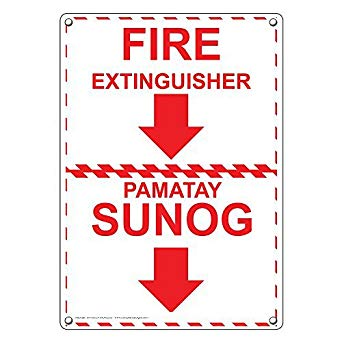 FIRE
EXTINGUISHER
PAMATAY
SUNOG